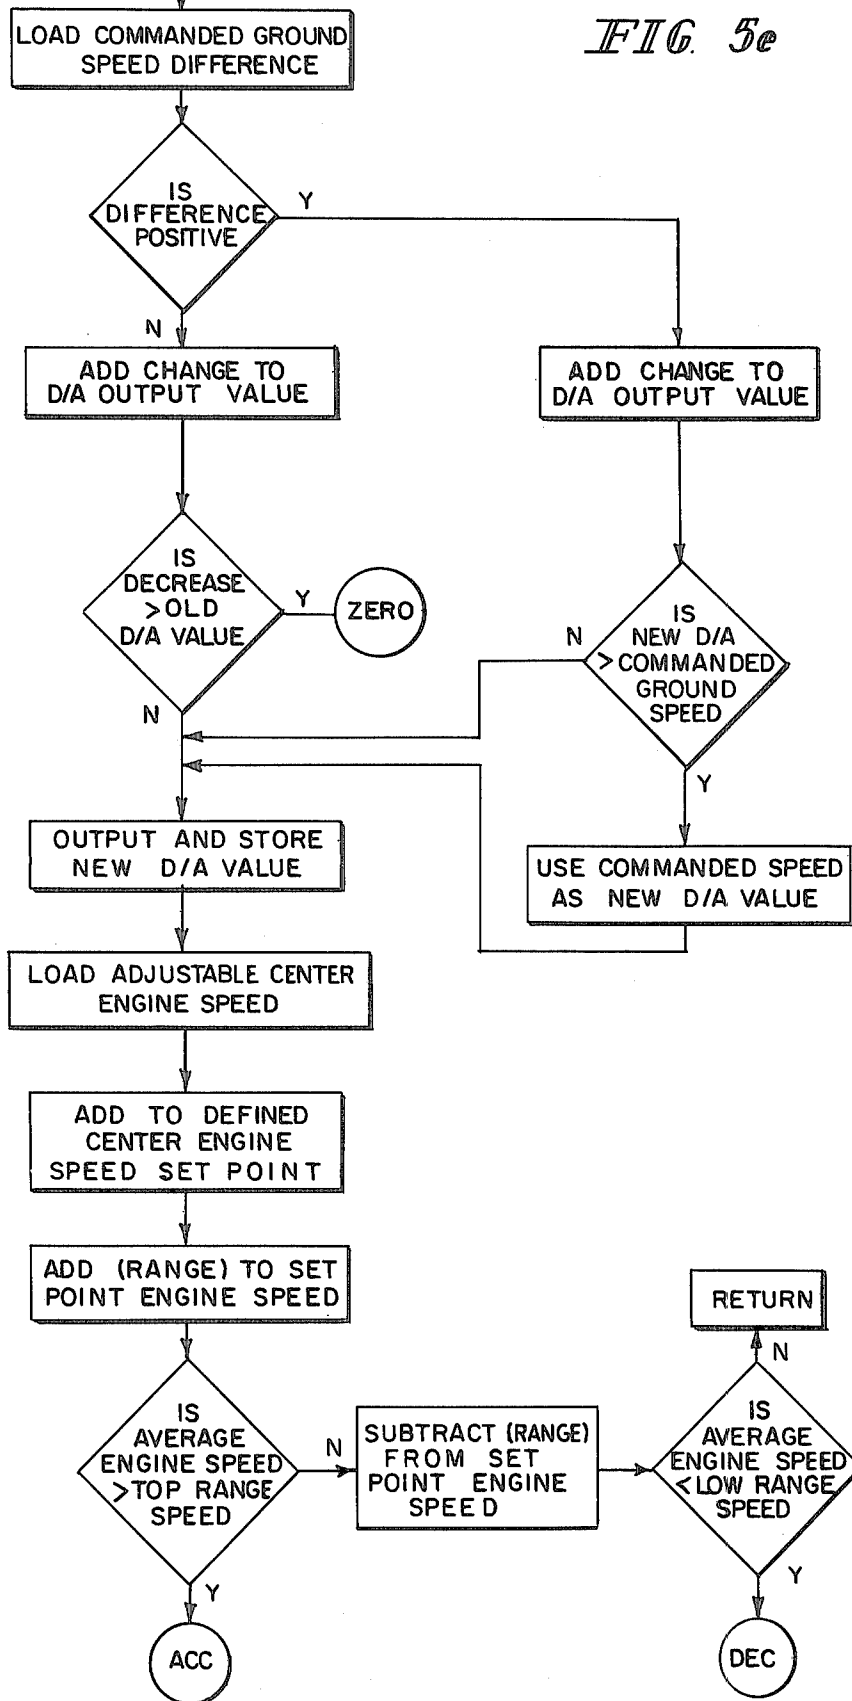 FIG. 5e
LOAD COMMANDED GROUND
SPEED DIFFERENCE
IS
DIFFERENCE
POSITIVE
Y
N
ADD CHANGE TO
D/A OUTPUT VALUE
ADD CHANGE TO
D/A OUTPUT VALUE
IS
DECREASE
>OLD
D/A VALUE
Y
ZERO
N
IS
NEW D/A
>COMMANDED
GROUND
SPEED
N
Y
OUTPUT AND STORE
NEW D/A VALUE
USE COMMANDED SPEED
AS NEW D/A VALUE
LOAD ADJUSTABLE CENTER
ENGINE SPEED
ADD TO DEFINED
CENTER ENGINE
SPEED SET POINT
ADD (RANGE) TO SET
POINT ENGINE SPEED
IS
AVERAGE
ENGINE SPEED
>TOP RANGE
SPEED
N
SUBTRACT (RANGE)
FROM SET
POINT ENGINE
SPEED
RETURN
N
IS
AVERAGE
ENGINE SPEED
<LOW RANGE
SPEED
Y
ACC
Y
DEC